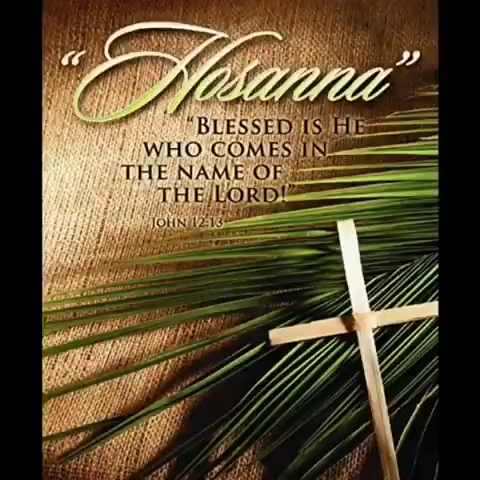 “Hosanna”
“BLESSED IS HE
WHO COMES IN
THE NAME OF
THE LORD!”
JOHN 12:13